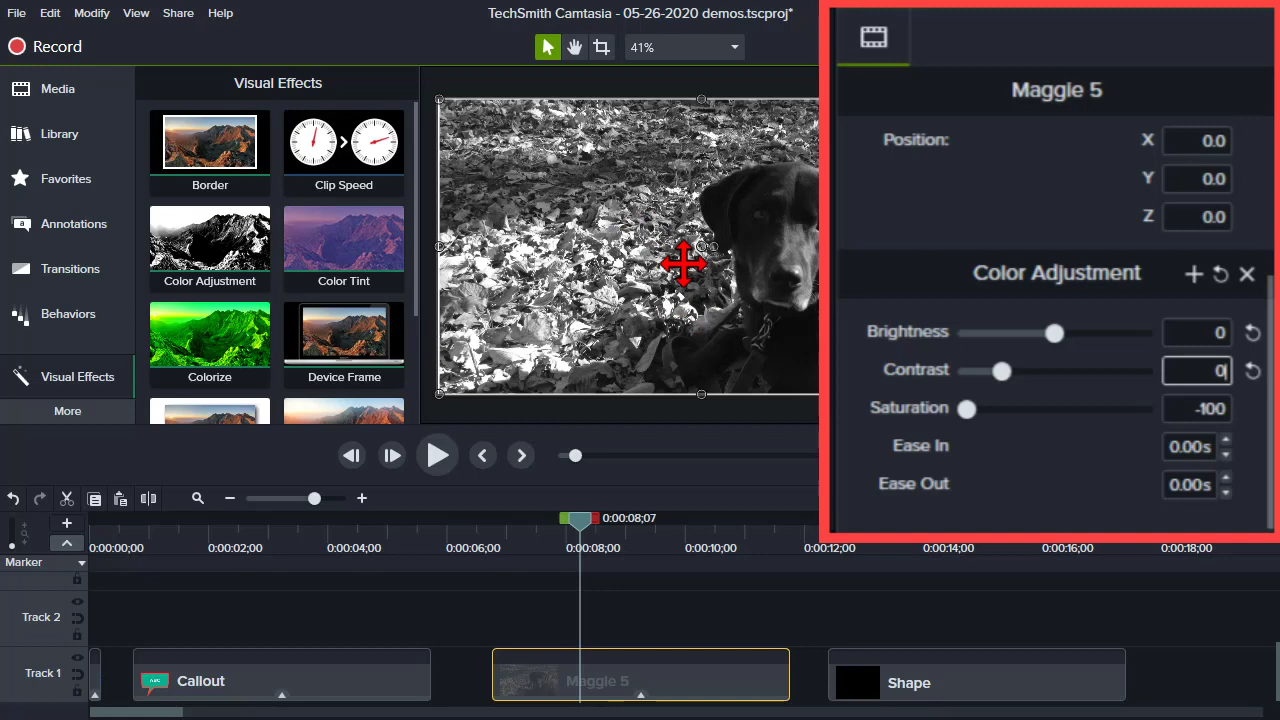 File Edit Modify View Share Help
TechSmith Camtasia - 05-26-2020 demos.tscproj*
Record
41%
Media
Library
Favorites
Annotations
Transitions
Behaviors
Visual Effects
More
Visual Effects
Border
Clip Speed
Color Adjustment
Color Tint
Colorize
Device Frame
Maggie 5
Position: X 0.0
Y 0.0
Z 0.0
Color Adjustment
Brightness 0
Contrast 0
Saturation -100
Ease In 0.00s
Ease Out 0.00s
0:00:08;07
0:00:00;00 0:00:02;00 0:00:04;00 0:00:06;00 0:00:08;00 0:00:10;00 0:00:12;00 0:00:14;00 0:00:16;00 0:00:18;00
Marker
Track 2
Track 1
ABC
Callout
Maggie 5
Shape